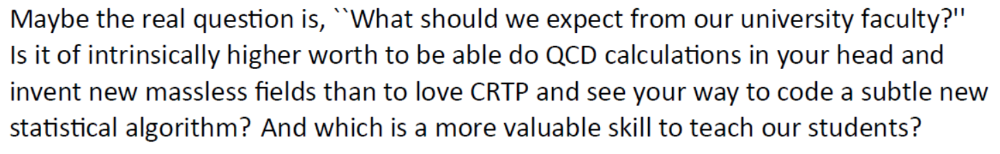 Maybe the real question is, ``What should we expect from our university faculty?''
Is it of intrinsically higher worth to be able do QCD calculations in your head and
invent new massless fields than to love CRTP and see your way to code a subtle new
statistical algorithm? And which is a more valuable skill to teach our students?